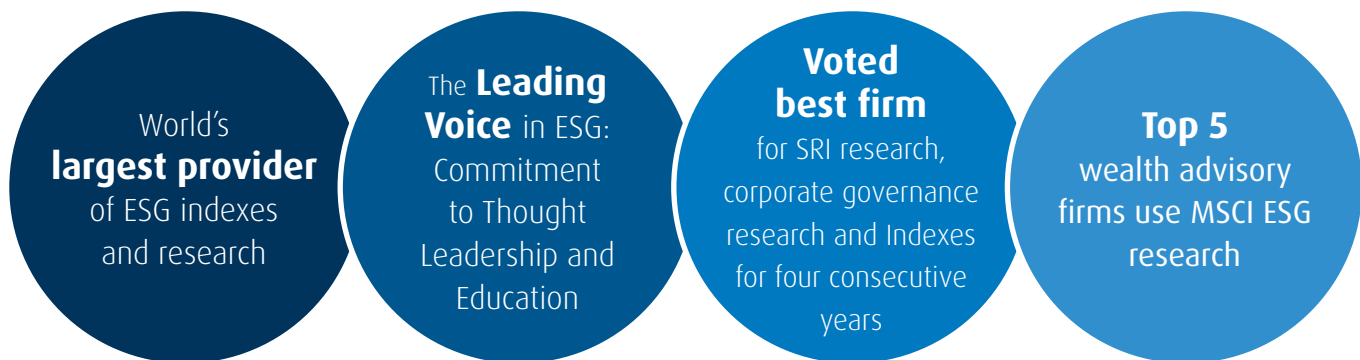 World's
largest provider
of ESG indexes
and research
The Leading
Voice in ESG:
Commitment
to Thought
Leadership and
Education
Voted
best firm
for SRI research,
corporate governance
research and Indexes
for four consecutive
years
Top 5
wealth advisory
firms use MSCI ESG
research